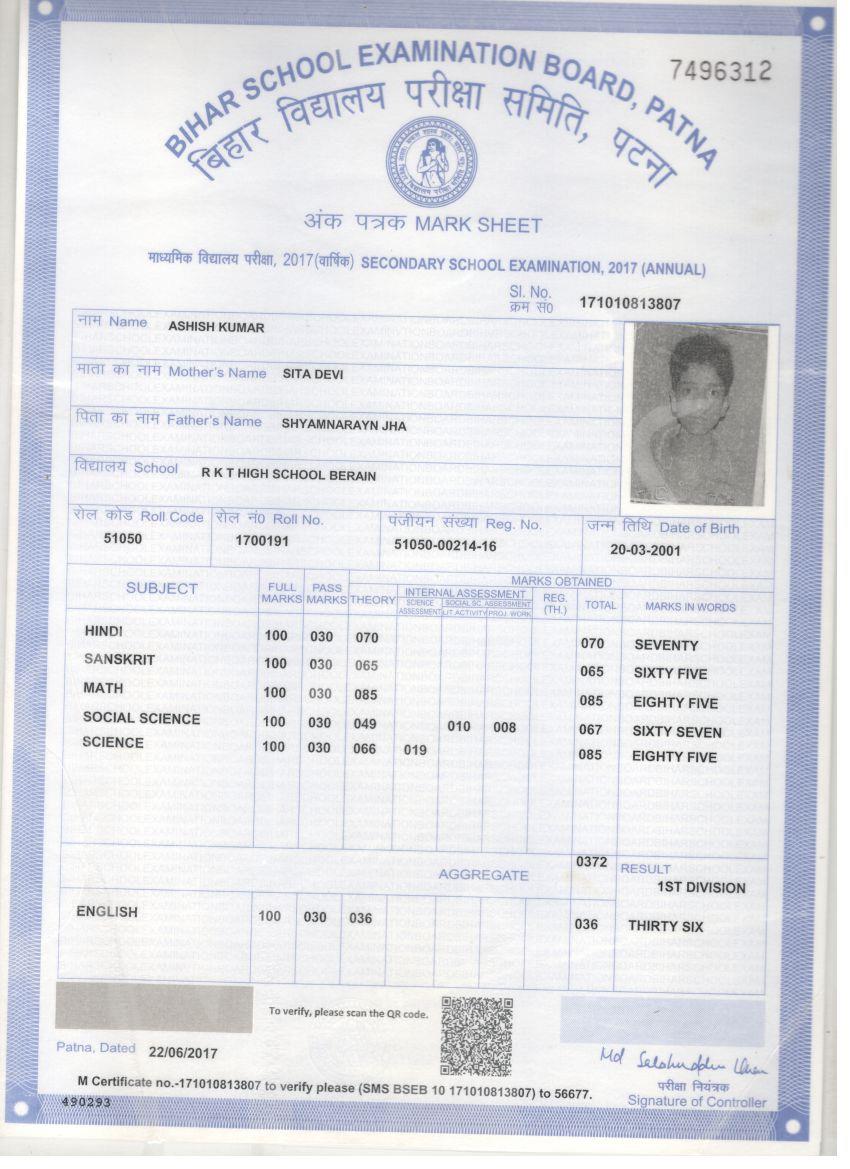 7496312
BIHAR SCHOOL EXAMINATION BOARD, PATNA
बिहार विद्यालय परीक्षा समिति, पटना
अंक पत्रक MARK SHEET
माध्यमिक विद्यालय परीक्षा, 2017(वार्षिक) SECONDARY SCHOOL EXAMINATION, 2017 (ANNUAL)
Sl. No.
क्रम सं0 171010813807
नाम Name ASHISH KUMAR
माता का नाम Mother's Name SITA DEVI
पिता का नाम Father's Name SHYAMNARAYN JHA
विद्यालय School R K T HIGH SCHOOL BERAIN
रोल कोड Roll Code रोल नं0 Roll No. पंजीयन संख्या Reg. No. जन्म तिथि Date of Birth
51050 1700191 51050-00214-16 20-03-2001
MARKS OBTAINED
SUBJECT FULL MARKS PASS MARKS THEORY INTERNAL ASSESSMENT REG. (TH.) TOTAL MARKS IN WORDS
SCIENCE ASSESSMENT SOCIAL SC. ASSESSMENT
LIT.ACTIVITY PROJ. WORK
HINDI 100 030 070 070 SEVENTY
SANSKRIT 100 030 065 065 SIXTY FIVE
MATH 100 030 085 085 EIGHTY FIVE
SOCIAL SCIENCE 100 030 049 010 008 067 SIXTY SEVEN
SCIENCE 100 030 066 019 085 EIGHTY FIVE
AGGREGATE 0372 RESULT
1ST DIVISION
ENGLISH 100 030 036 036 THIRTY SIX
To verify, please scan the QR code.
Patna, Dated 22/06/2017
परीक्षा नियंत्रक
Signature of Controller
M Certificate no.-171010813807 to verify please (SMS BSEB 10 171010813807) to 56677.
490293